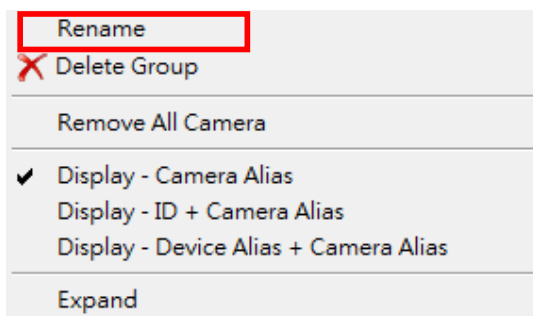 Rename
Delete Group
Remove All Camera
Display - Camera Alias
Display - ID + Camera Alias
Display - Device Alias + Camera Alias
Expand